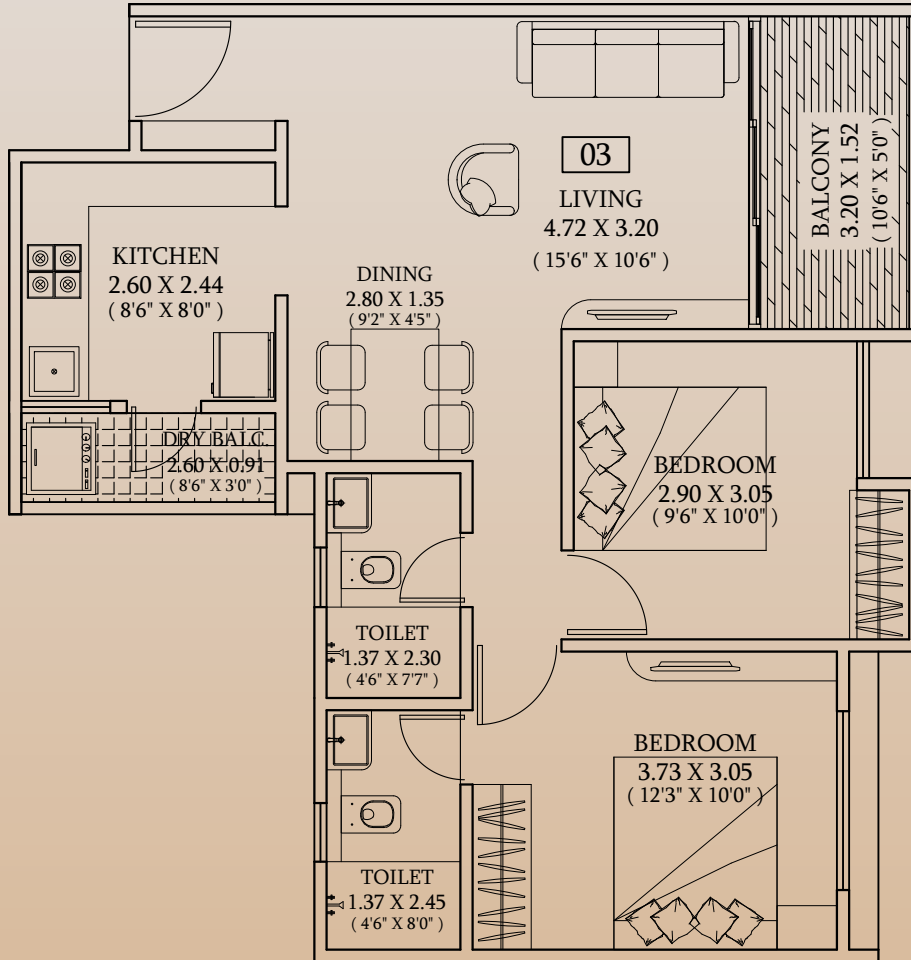 03
LIVING
4.72 X 3.20
( 15'6" X 10'6" )
BALCONY
3.20 X 1.52
( 10'6" X 5'0" )
KITCHEN
2.60 X 2.44
( 8'6" X 8'0" )
DINING
2.80 X 1.35
( 9'2" X 4'5" )
DRY BALC.
2.60 X 0.91
( 8'6" X 3'0" )
BEDROOM
2.90 X 3.05
( 9'6" X 10'0" )
TOILET
1.37 X 2.30
( 4'6" X 7'7" )
BEDROOM
3.73 X 3.05
( 12'3" X 10'0" )
TOILET
1.37 X 2.45
( 4'6" X 8'0" )